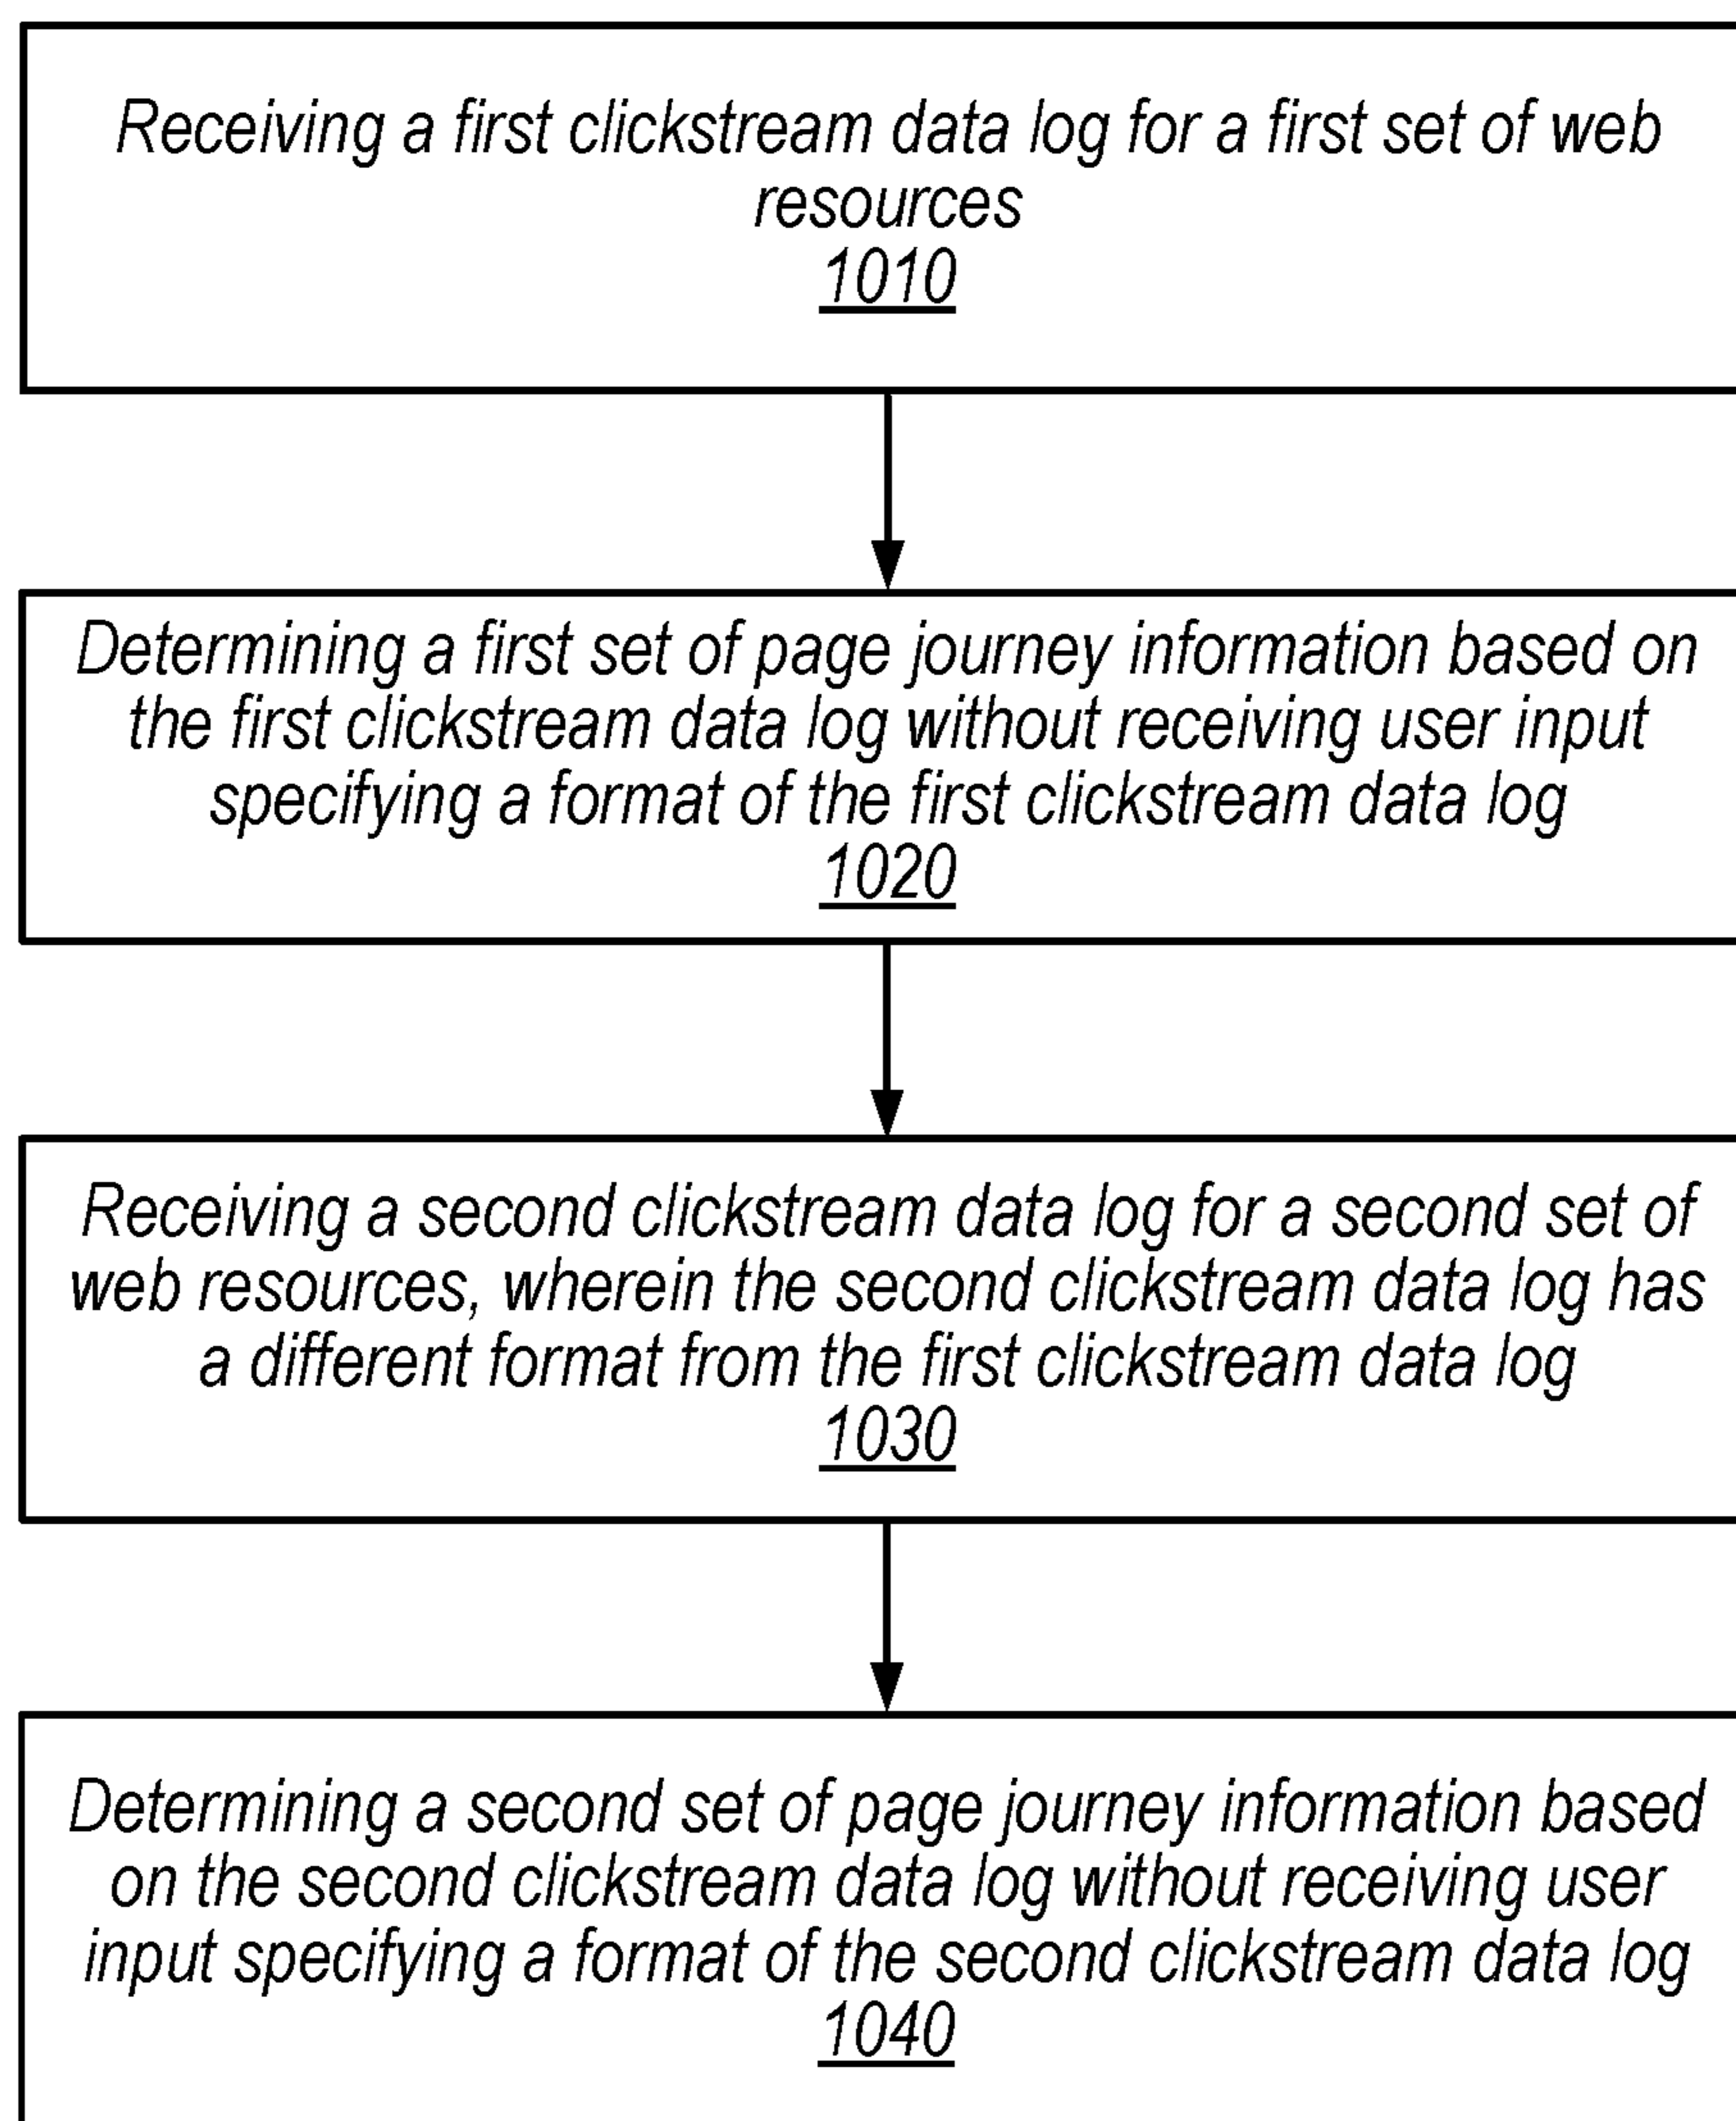 Receiving a first clickstream data log for a first set of web
resources
1010
Determining a first set of page journey information based on
the first clickstream data log without receiving user input
specifying a format of the first clickstream data log
1020
Receiving a second clickstream data log for a second set of
web resources, wherein the second clickstream data log has
a different format from the first clickstream data log
1030
Determining a second set of page journey information based
on the second clickstream data log without receiving user
input specifying a format of the second clickstream data log
1040